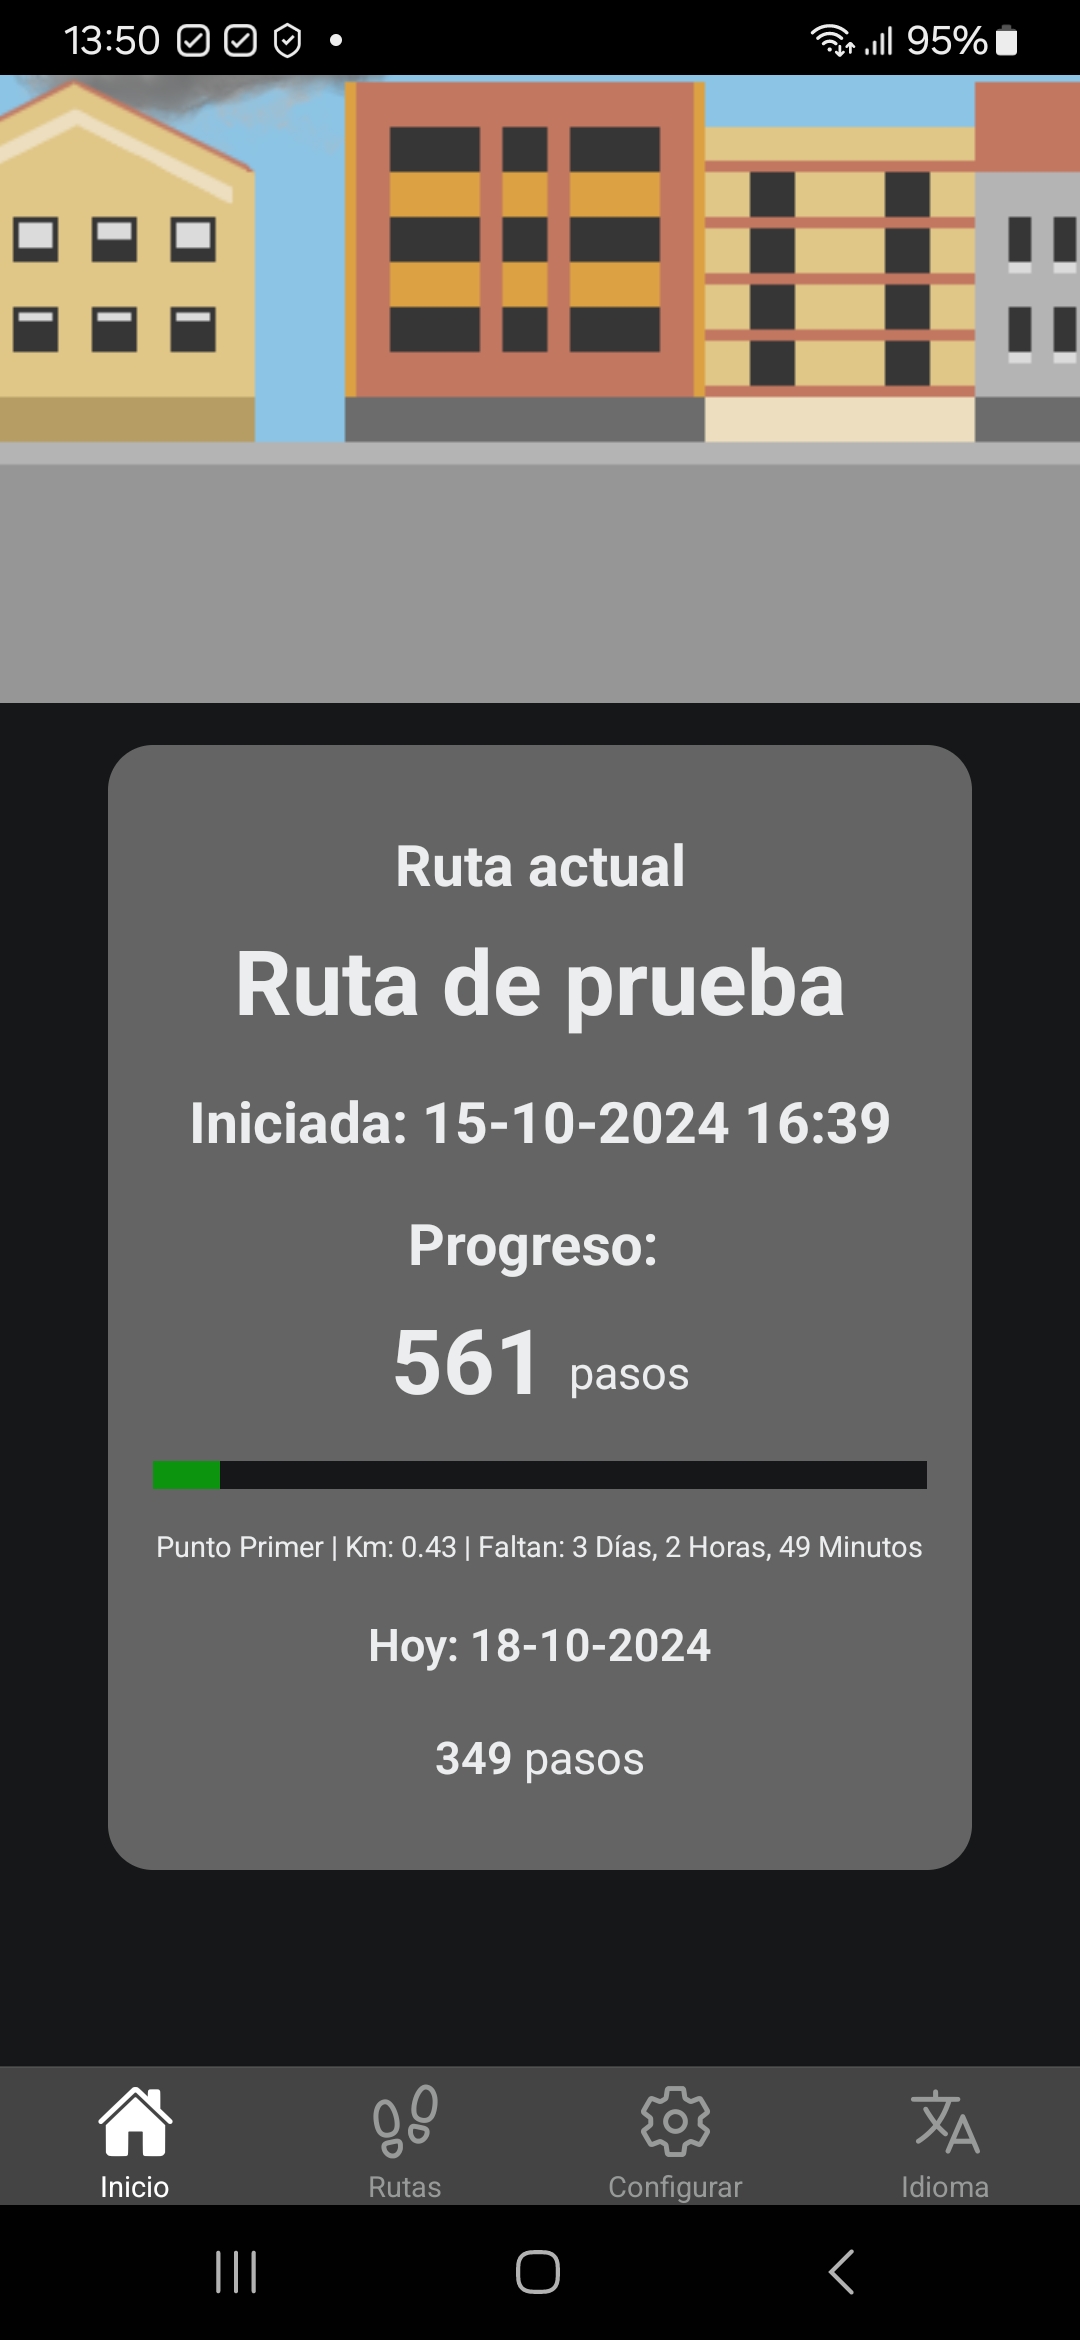 13:50 95%
Ruta actual
Ruta de prueba
Iniciada: 15-10-2024 16:39
Progreso:
561 pasos
Punto Primer | Km: 0.43 | Faltan: 3 Días, 2 Horas, 49 Minutos
Hoy: 18-10-2024
349 pasos
Inicio Rutas Configurar Idioma